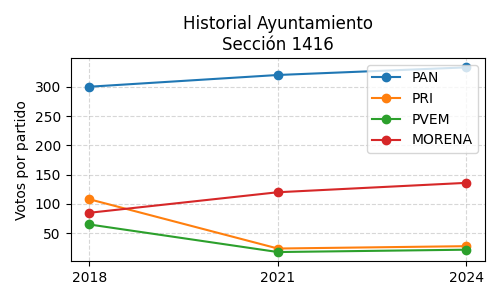 Historial Ayuntamiento
Sección 1416
Votos por partido
300
250
200
150
100
50
2018
2021
2024
PAN
PRI
PVEM
MORENA